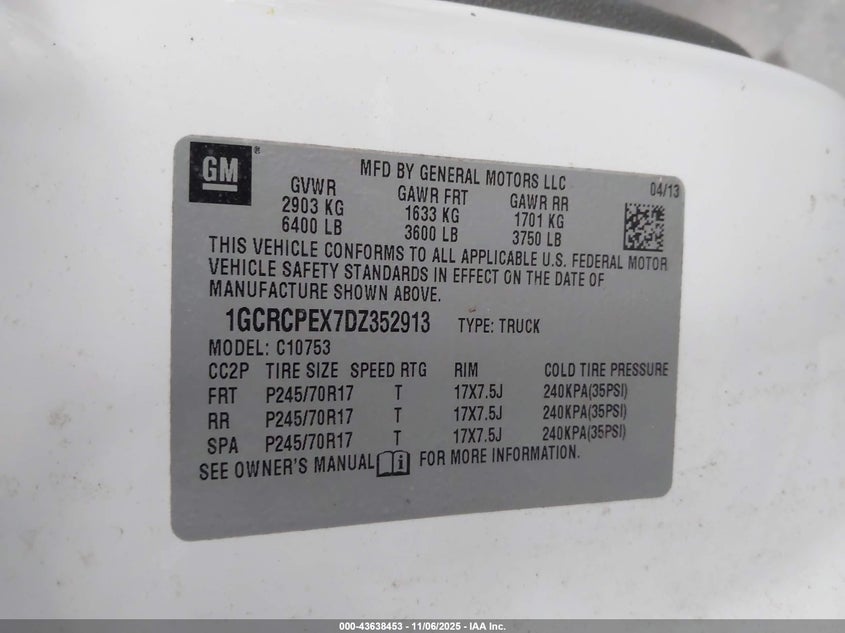 GM®
MFD BY GENERAL MOTORS LLC
04/13
GVWR GAWR FRT GAWR RR
2903 KG 1633 KG 1701 KG
6400 LB 3600 LB 3750 LB
THIS VEHICLE CONFORMS TO ALL APPLICABLE U.S. FEDERAL MOTOR
VEHICLE SAFETY STANDARDS IN EFFECT ON THE DATE OF
MANUFACTURE SHOWN ABOVE.
1GCRCPEX7DZ352913 TYPE: TRUCK
MODEL: C10753
CC2P TIRE SIZE SPEED RTG RIM COLD TIRE PRESSURE
FRT P245/70R17 T 17X7.5J 240KPA(35PSI)
RR P245/70R17 T 17X7.5J 240KPA(35PSI)
SPA P245/70R17 T 17X7.5J 240KPA(35PSI)
SEE OWNER'S MANUAL FOR MORE INFORMATION.
000-43638453 - 11/06/2025 - IAA Inc.